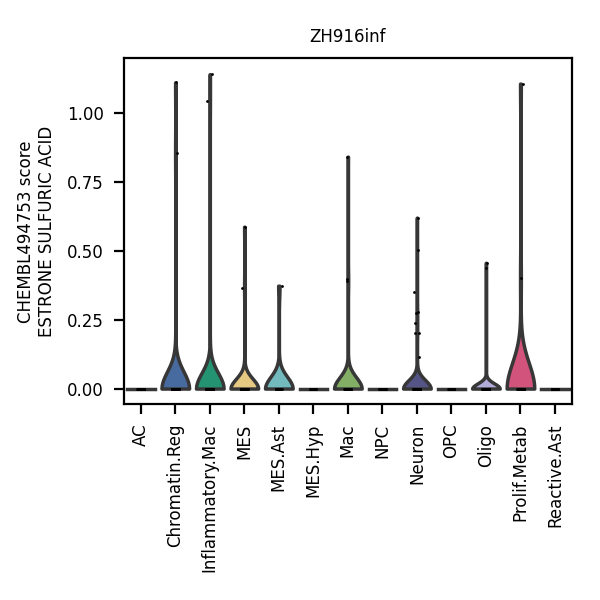 ZH916inf
CHEMBL494753 score
ESTRONE SULFURIC ACID
1.00
0.75
0.50
0.25
0.00
AC
Chromatin.Reg
Inflammatory.Mac
MES
MES.Ast
MES.Hyp
Mac
NPC
Neuron
OPC
Oligo
Prolif.Metab
Reactive.Ast